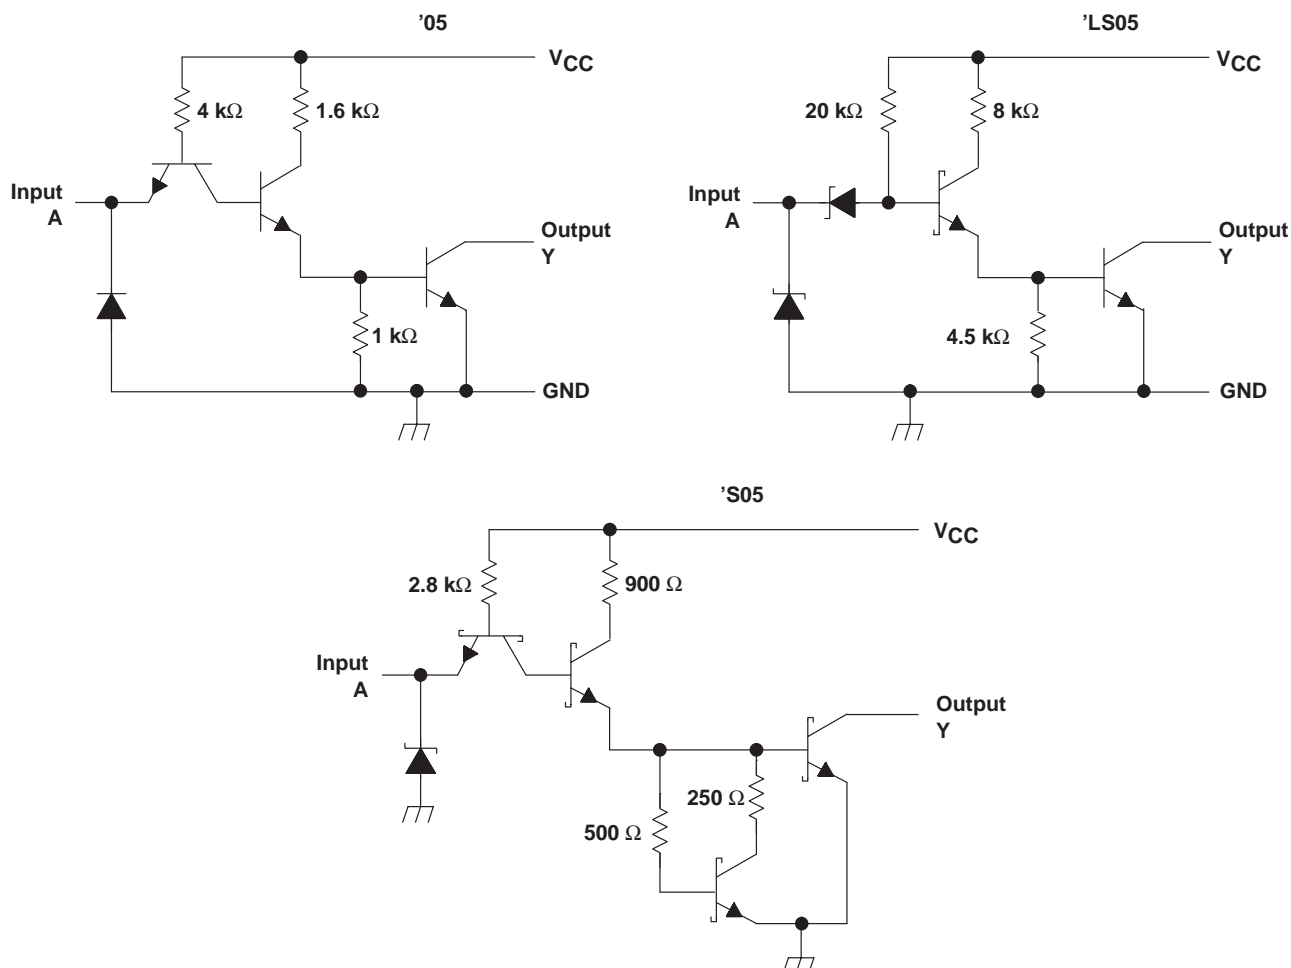 ’05
VCC
4 kΩ
1.6 kΩ
Input
A
Output
Y
1 kΩ
GND
’LS05
VCC
20 kΩ
8 kΩ
Input
A
Output
Y
4.5 kΩ
GND
’S05
VCC
2.8 kΩ
900 Ω
Input
A
Output
Y
250 Ω
500 Ω